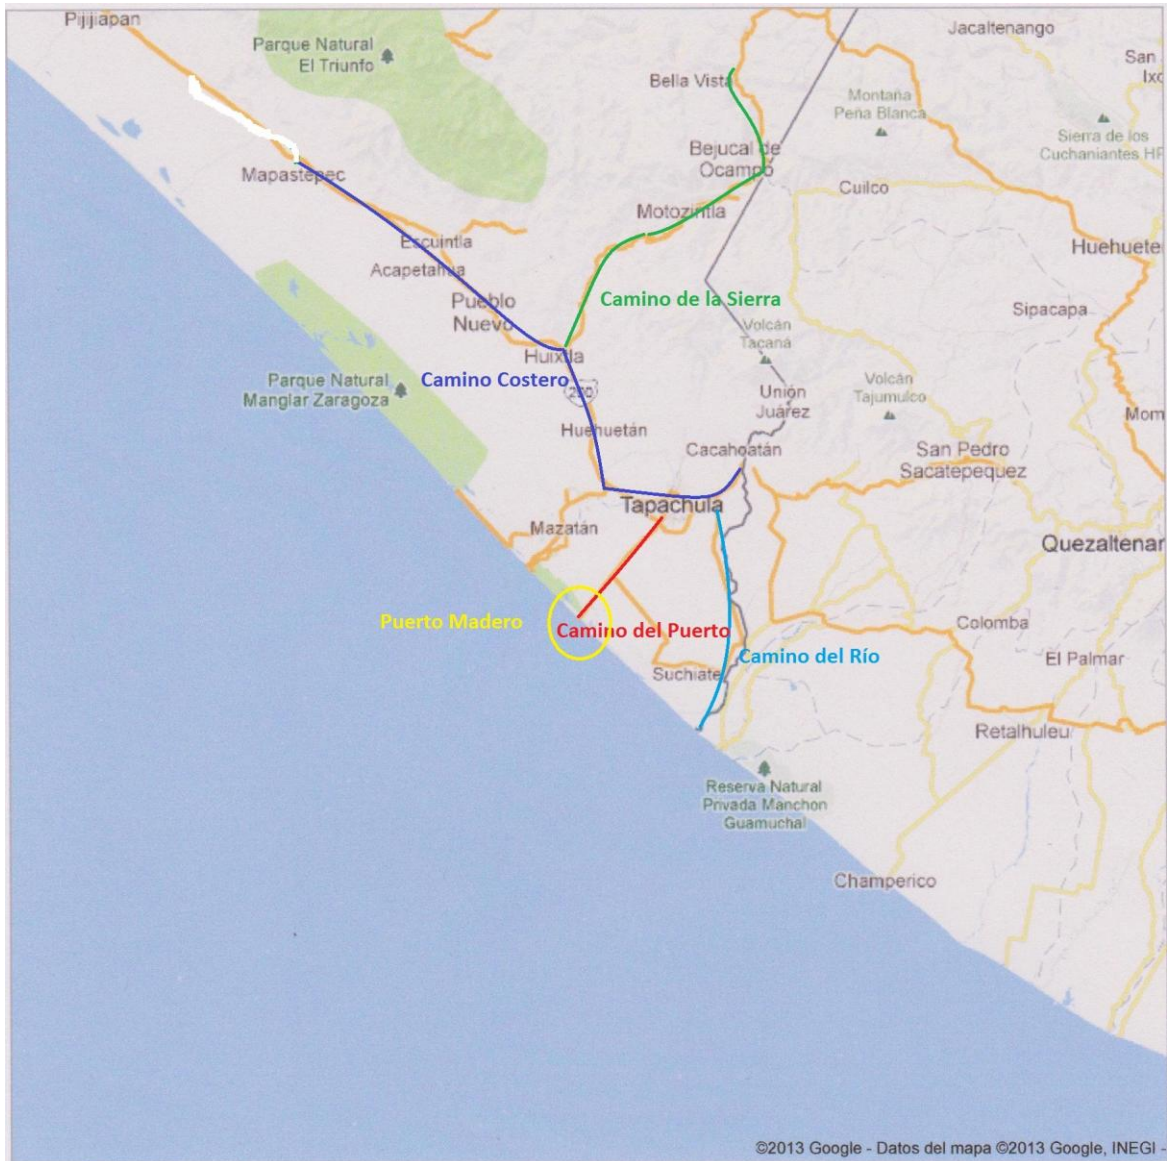 Pijijiapan
Jacaltenango
Parque Natural
El Triunfo
San
Bella Vista
Montaña
Peña Blanca
Sierra de los
Cuchaniantes HR
Bejucal de
Ocampo
Mapastepec
Cuilco
Motozintla
Escuintla
Huehuete
Acapetahua
Camino de la Sierra
Pueblo
Nuevo
Sipacapa
Volcán
Tacaná
Huixtla
Camino Costero
Parque Natural
Manglar Zaragoza
200
Unión
Juárez
Volcán
Tajumulco
Mom
Huehuetán
Cacahoatán
San Pedro
Sacatepequez
Tapachula
Mazatán
Quezaltenar
Puerto Madero
Camino del Puerto
Colomba
Camino del Río
El Palmar
Suchiate
Retalhuleu
Reserva Natural
Privada Manchon
Guamuchal
Champerico
©2013 Google - Datos del mapa ©2013 Google, INEGI -